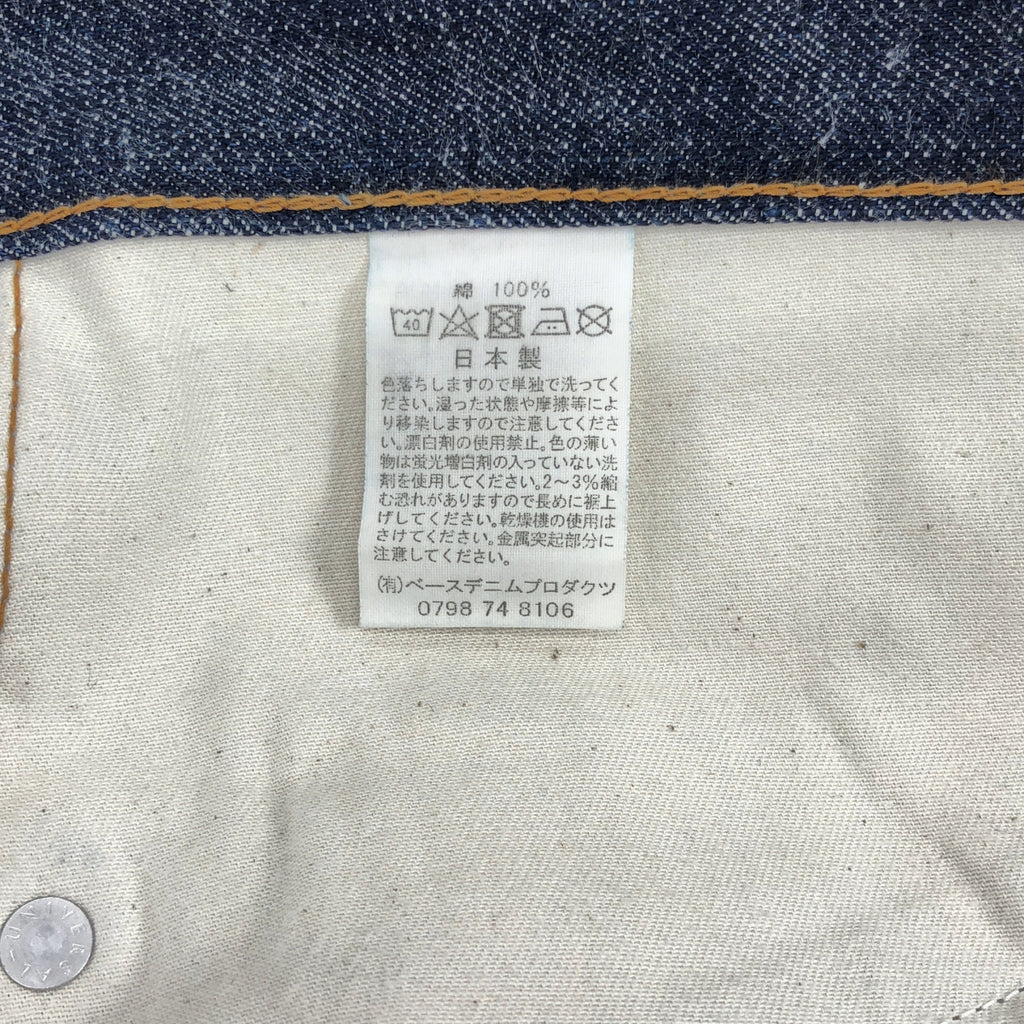 綿 100%
40
日本製
色落ちしますので単独で洗ってく
ださい。湿った状態や摩擦等によ
り移染しますので注意してくださ
い。漂白剤の使用禁止。色の薄い
物は蛍光増白剤の入っていない洗
剤を使用してください。2〜3%縮
む恐れがありますので長めに裾上
げしてください。乾燥機の使用は
さけてください。金属突起部分に
注意してください。
(有)ベースデニムプロダクツ
0798 74 8106
UNIVERSAL